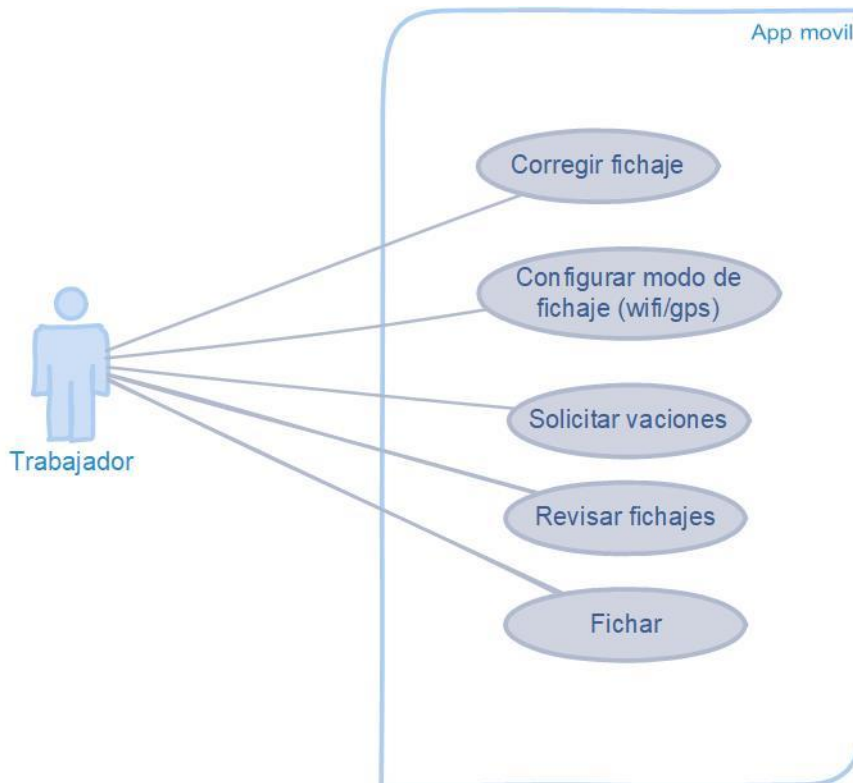 App movil
Corregir fichaje
Configurar modo de
fichaje (wifi/gps)
Solicitar vaciones
Revisar fichajes
Fichar
Trabajador